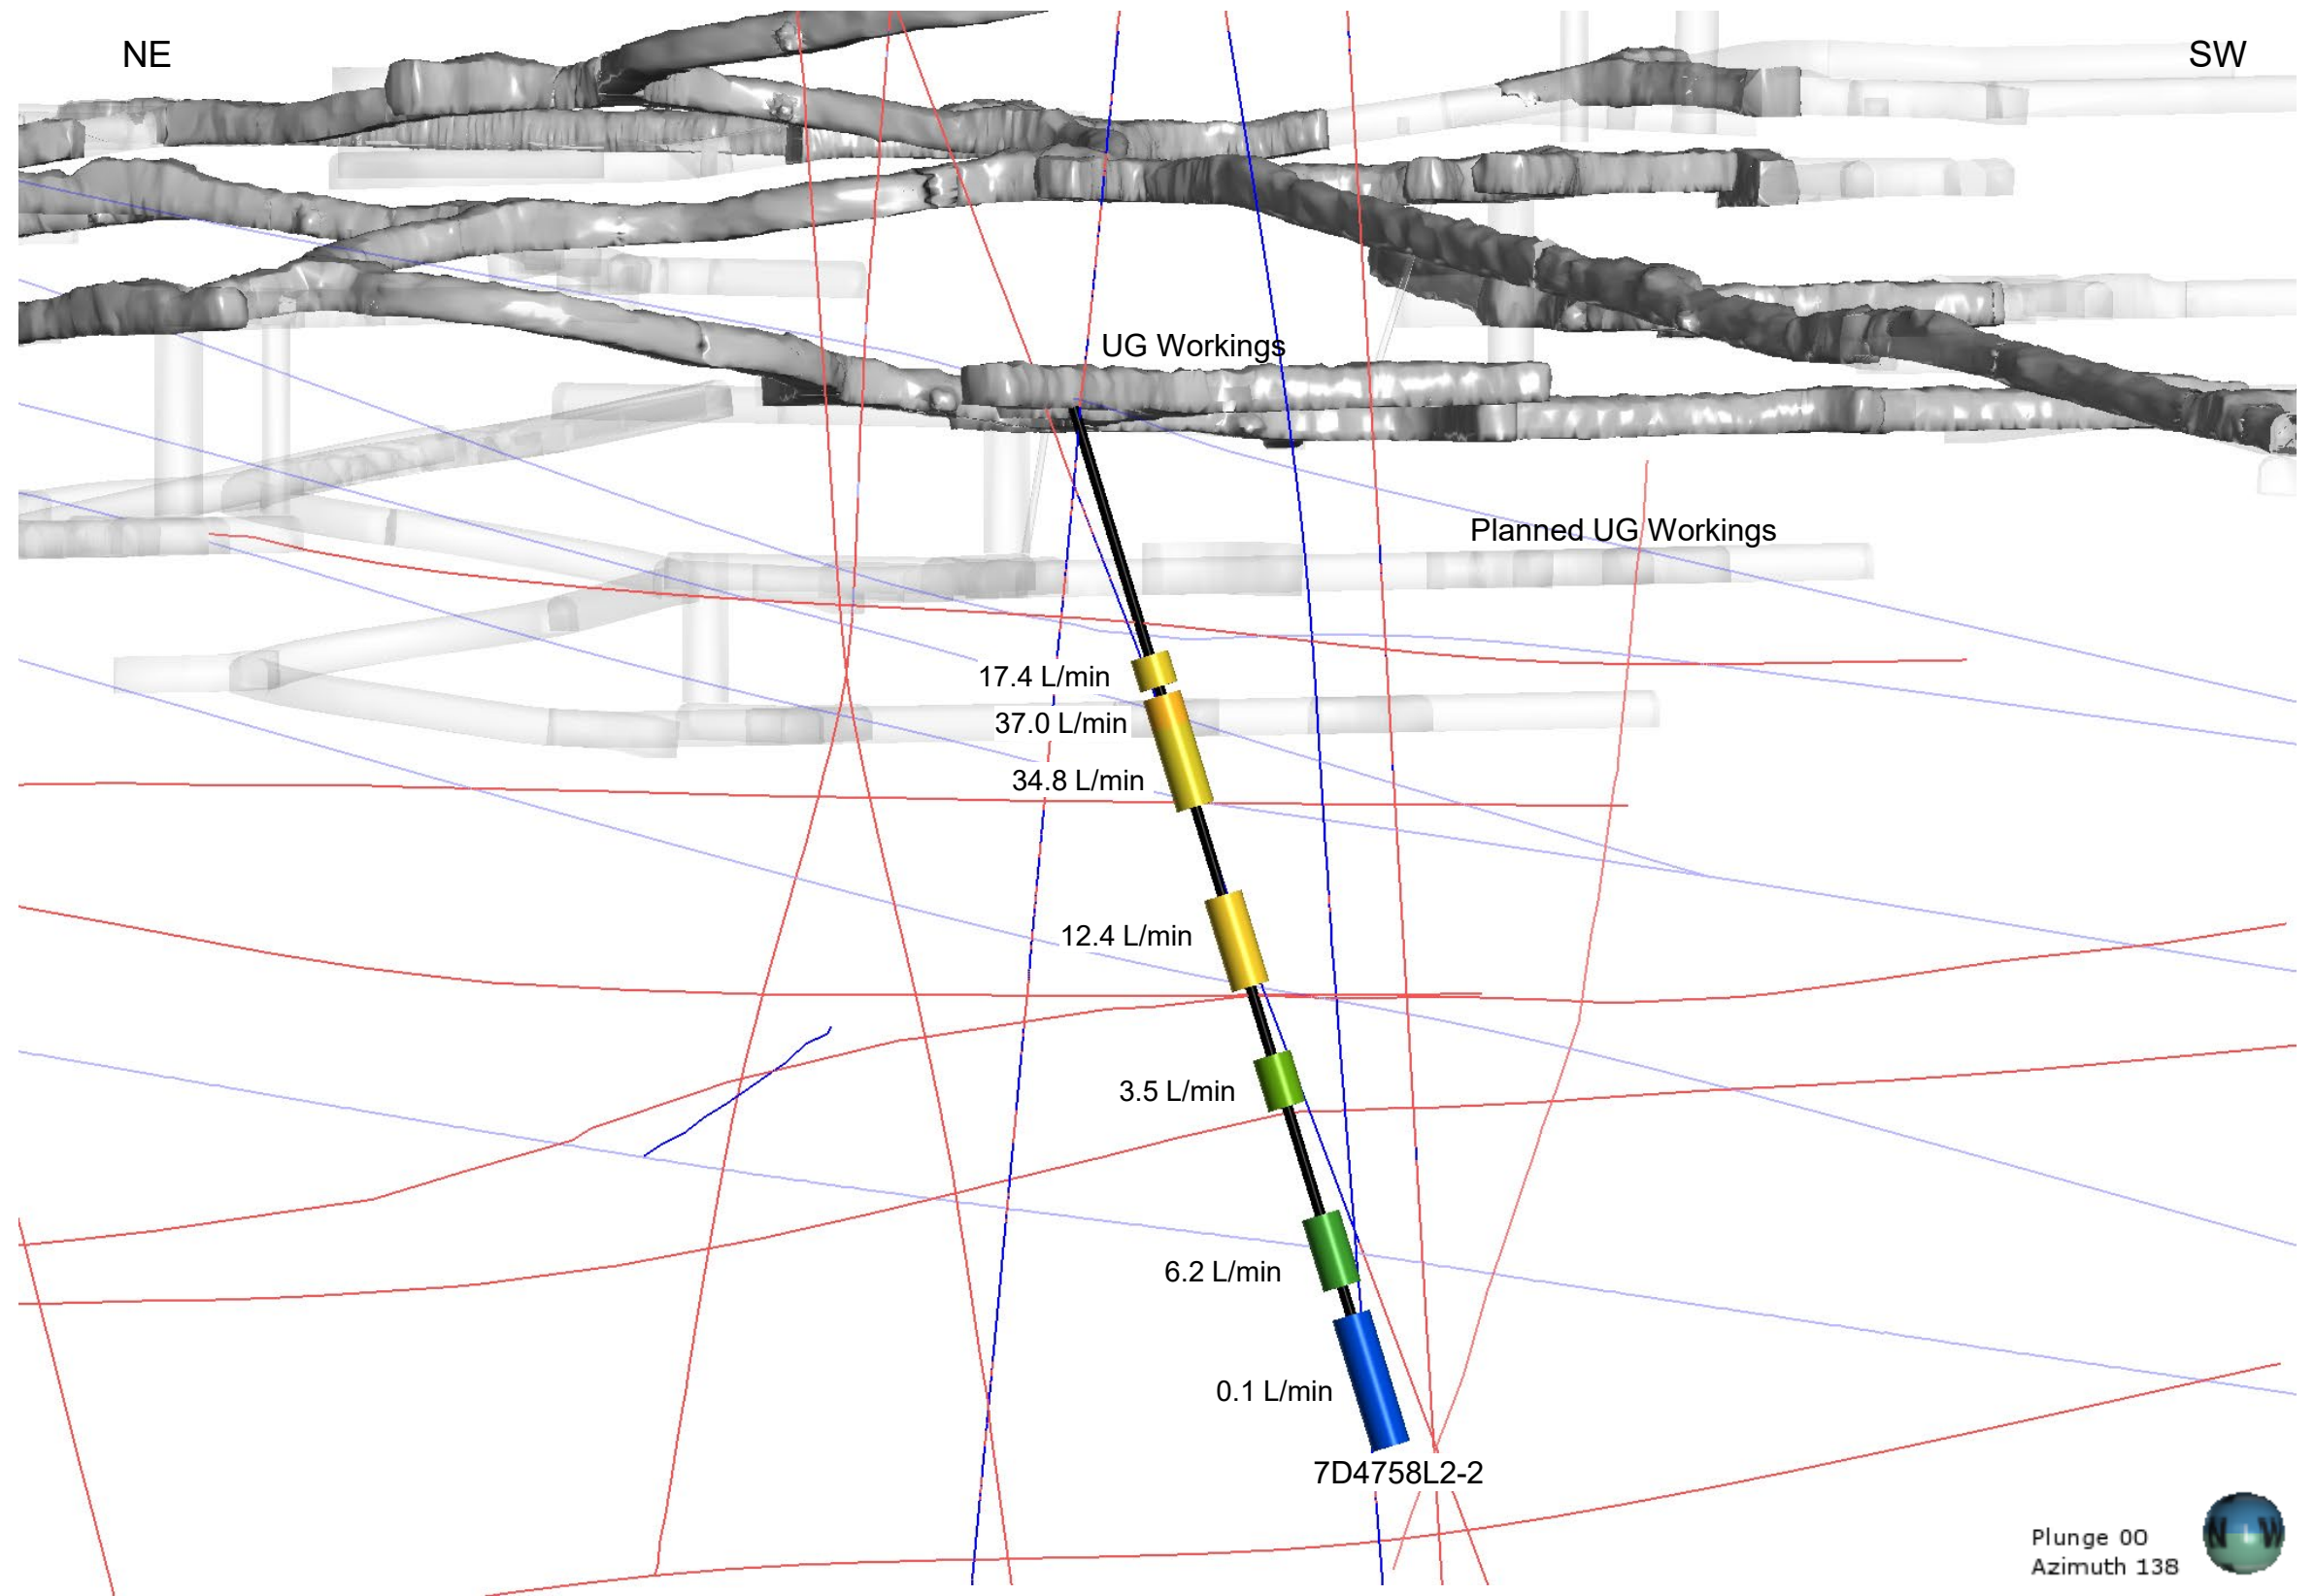 NE
SW
UG Workings
Planned UG Workings
17.4 L/min
37.0 L/min
34.8 L/min
12.4 L/min
3.5 L/min
6.2 L/min
0.1 L/min
7D4758L2-2
Plunge 00
Azimuth 138
N W